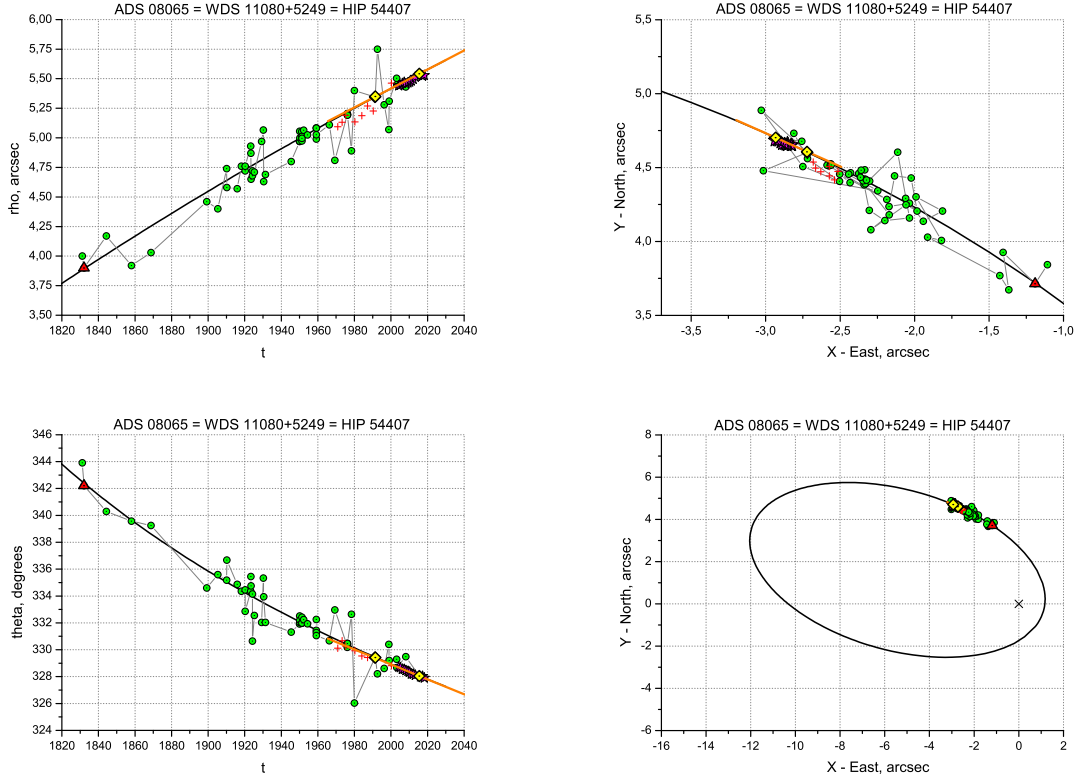 ADS 08065 = WDS 11080+5249 = HIP 54407
6,00
5,75
5,50
5,25
5,00
4,75
4,50
4,25
4,00
3,75
3,50
rho, arcsec
1820 1840 1860 1880 1900 1920 1940 1960 1980 2000 2020 2040
t
ADS 08065 = WDS 11080+5249 = HIP 54407
5,5
5,0
4,5
4,0
3,5
Y - North, arcsec
-3,5 -3,0 -2,5 -2,0 -1,5 -1,0
X - East, arcsec
ADS 08065 = WDS 11080+5249 = HIP 54407
346
344
342
340
338
336
334
332
330
328
326
324
theta, degrees
1820 1840 1860 1880 1900 1920 1940 1960 1980 2000 2020 2040
t
ADS 08065 = WDS 11080+5249 = HIP 54407
8
6
4
2
0
-2
-4
-6
Y - North, arcsec
-16 -14 -12 -10 -8 -6 -4 -2 0 2
X - East, arcsec